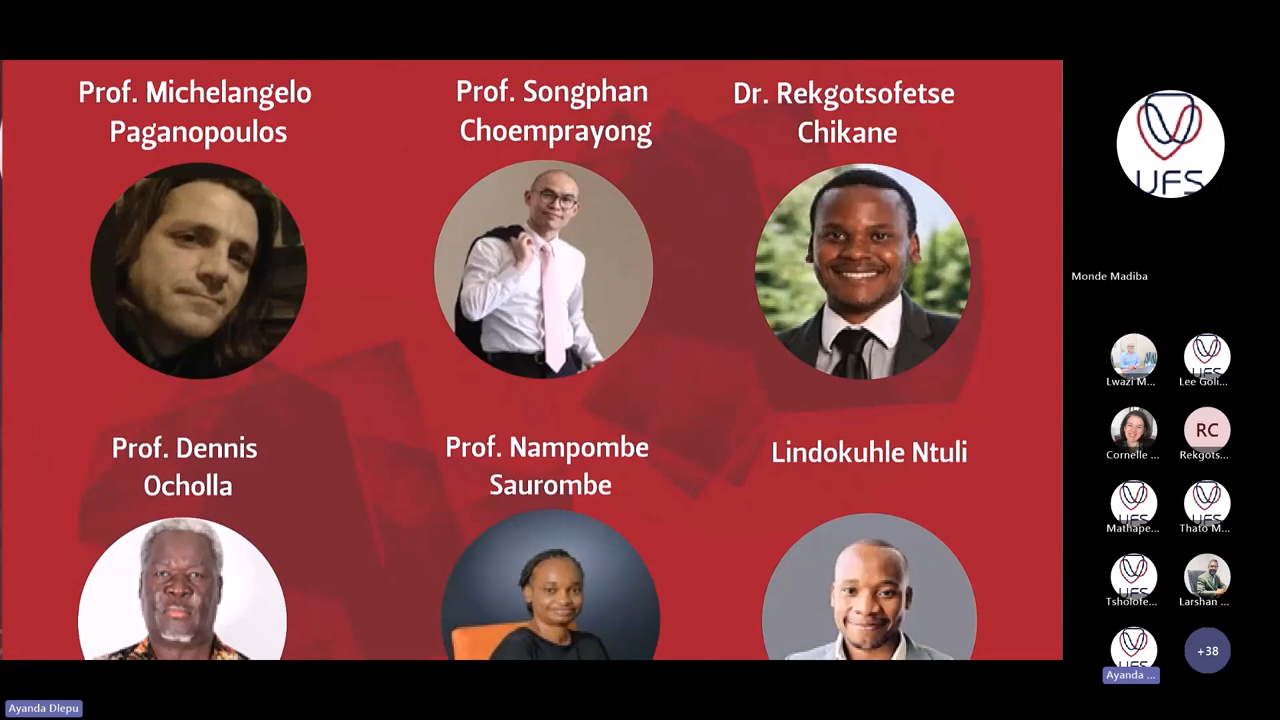 Prof. Michelangelo
Paganopoulos
Prof. Songphan
Choemprayong
Dr. Rekgotsofetse
Chikane
Prof. Dennis
Ocholla
Prof. Nampombe
Saurombe
Lindokuhle Ntuli
UFS
Monde Madiba
Lwazi M...
Lee Goli...
Cornelle ...
RC
Rekgots...
Mathape...
Thato M...
Tsholofe...
Larshan ...
UFS
Ayanda ...
+38
Ayanda Dlepu